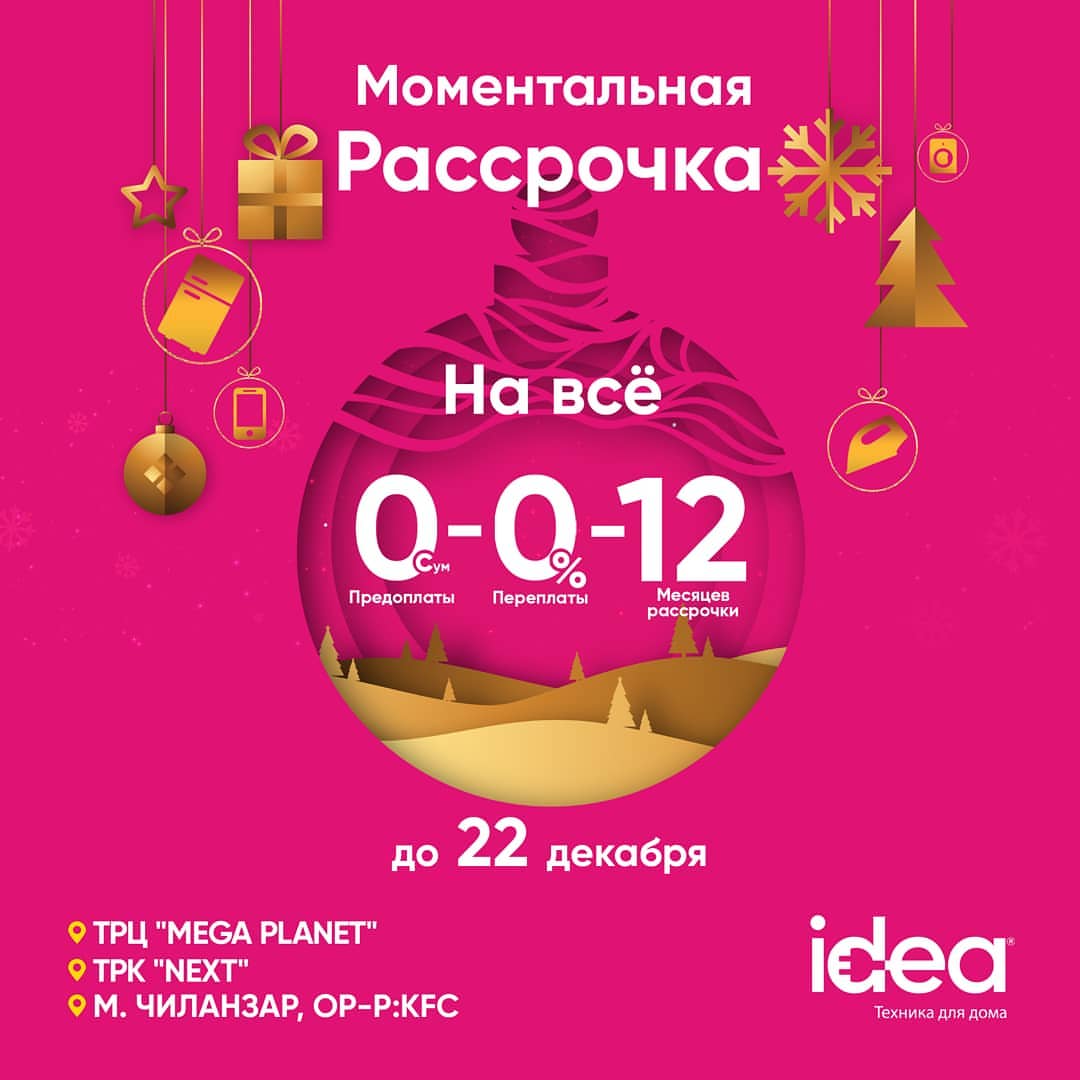 Моментальная
Рассрочка
На всё
0 Сум - 0 % - 12
Предоплаты Переплаты Месяцев
рассрочки
до 22 декабря
ТРЦ "MEGA PLANET"
ТРК "NEXT"
М. ЧИЛАНЗАР, ОР-Р:KFC
idea®
Техника для дома